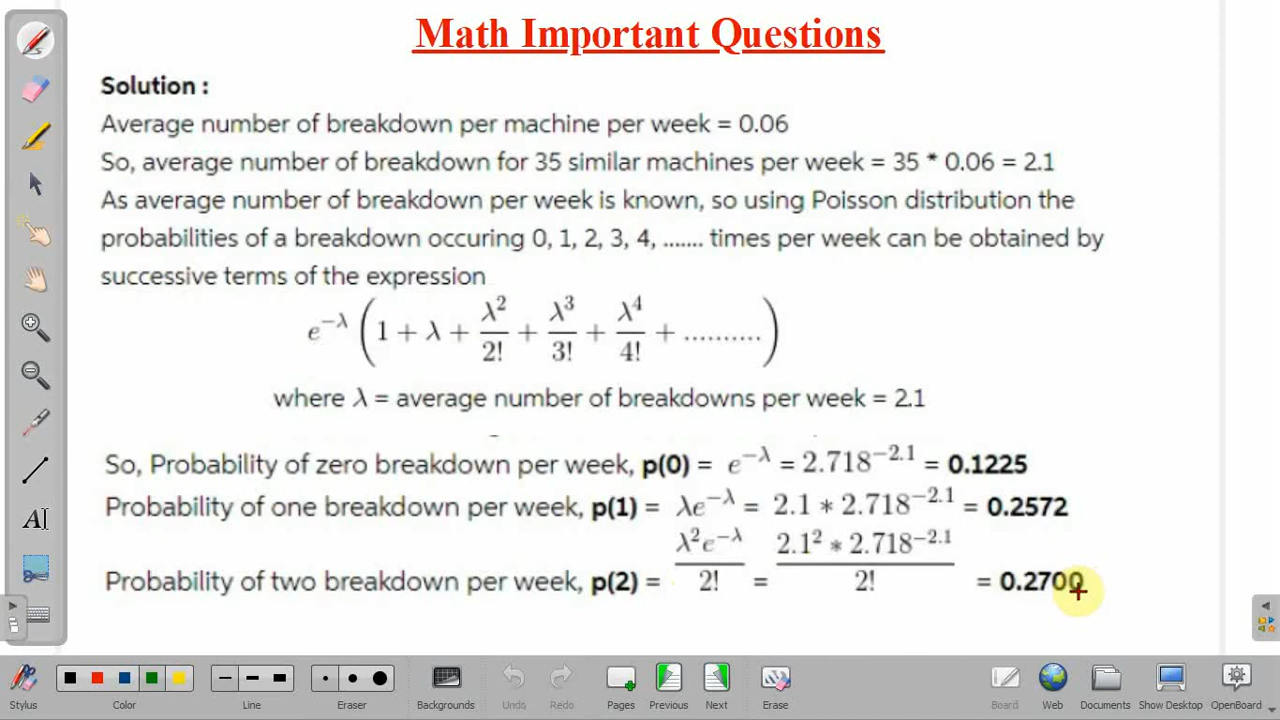 Math Important Questions
Solution :
Average number of breakdown per machine per week = 0.06
So, average number of breakdown for 35 similar machines per week = 35 * 0.06 = 2.1
As average number of breakdown per week is known, so using Poisson distribution the
probabilities of a breakdown occuring 0, 1, 2, 3, 4, ....... times per week can be obtained by
successive terms of the expression
e^{-λ} (1 + λ + λ^2/2! + λ^3/3! + λ^4/4! + ..........)
where λ = average number of breakdowns per week = 2.1
So, Probability of zero breakdown per week, p(0) = e^{-λ} = 2.718^{-2.1} = 0.1225
Probability of one breakdown per week, p(1) = λe^{-λ} = 2.1 * 2.718^{-2.1} = 0.2572
Probability of two breakdown per week, p(2) = λ^2 e^{-λ}/2! = 2.1^2 * 2.718^{-2.1}/2! = 0.2700
Stylus Color Line Eraser Backgrounds Undo Redo Pages Previous Next Erase Board Web Documents Show Desktop OpenBoard